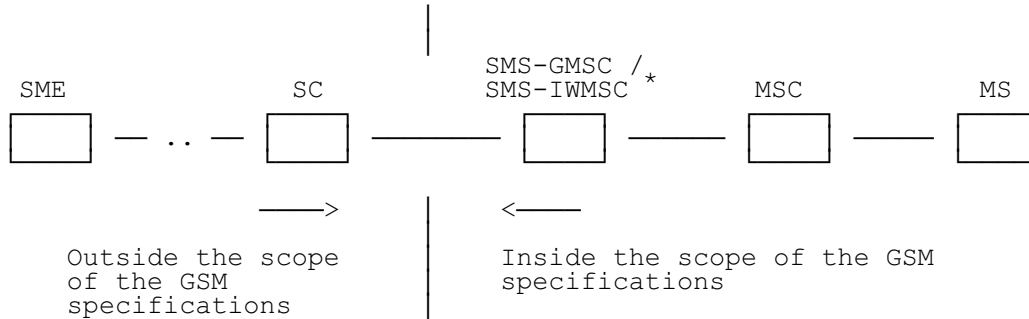 SMS-GMSC /
SME SC SMS-IWMSC * MSC MS
. .
Outside the scope
of the GSM
specifications
Inside the scope of the GSM
specifications